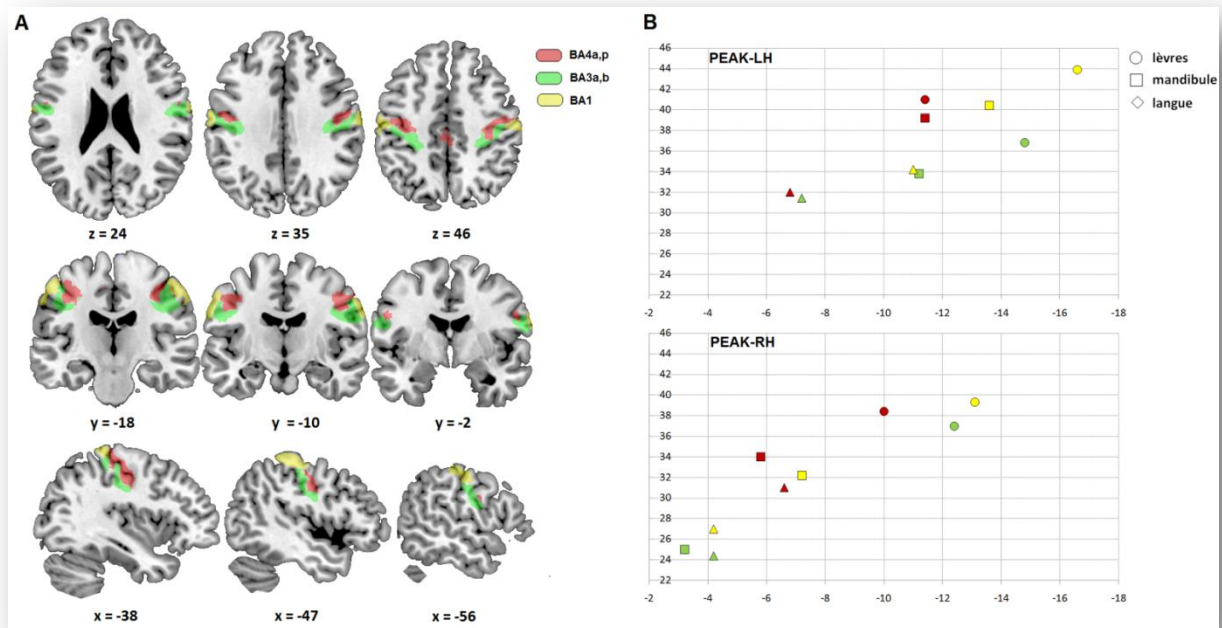 A
BA4a,p
BA3a,b
BA1
z = 24
z = 35
z = 46
y = -18
y = -10
y = -2
x = -38
x = -47
x = -56
B
PEAK-LH
46
44
42
40
38
36
34
32
30
28
26
24
22
-2
-4
-6
-8
-10
-12
-14
-16
-18
lèvres
mandibule
langue
PEAK-RH
46
44
42
40
38
36
34
32
30
28
26
24
22
-2
-4
-6
-8
-10
-12
-14
-16
-18